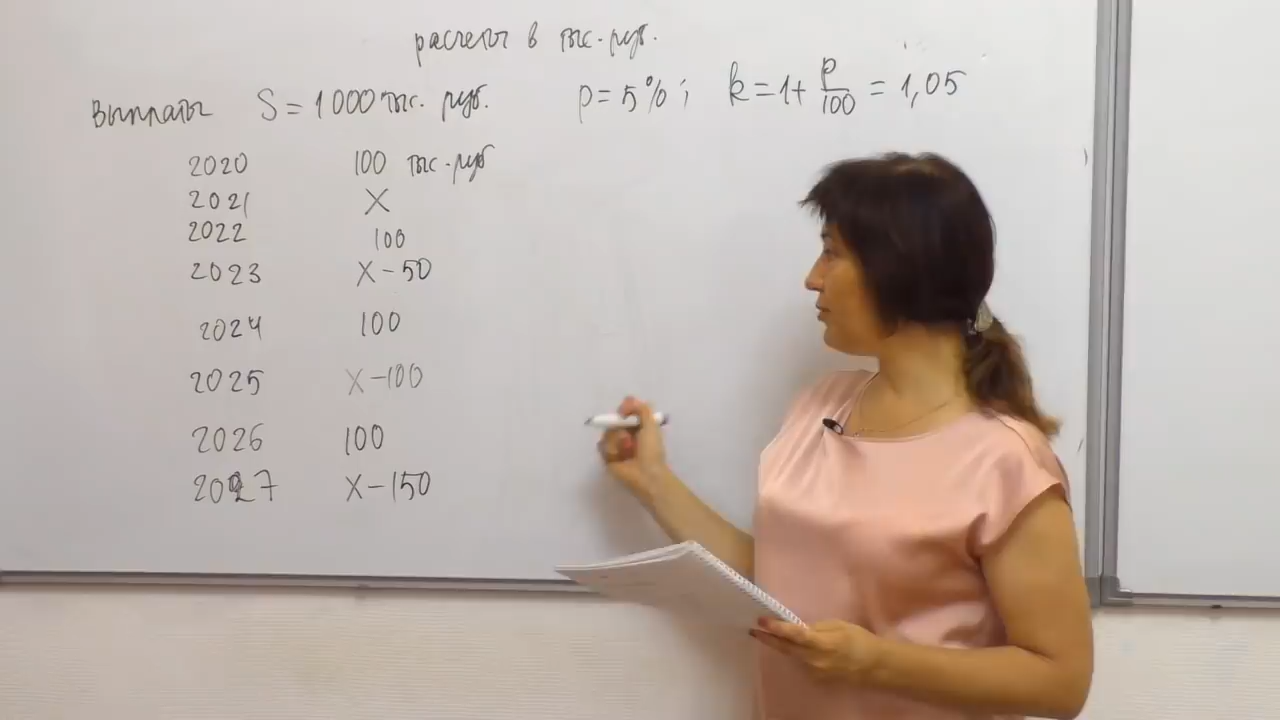 расчеты в тыс. руб.
Выплаты S = 1000 тыс. руб. p = 5% ; k = 1 + p/100 = 1,05
2020 100 тыс. руб
2021 x
2022 100
2023 x - 50
2024 100
2025 x - 100
2026 100
2027 x - 150